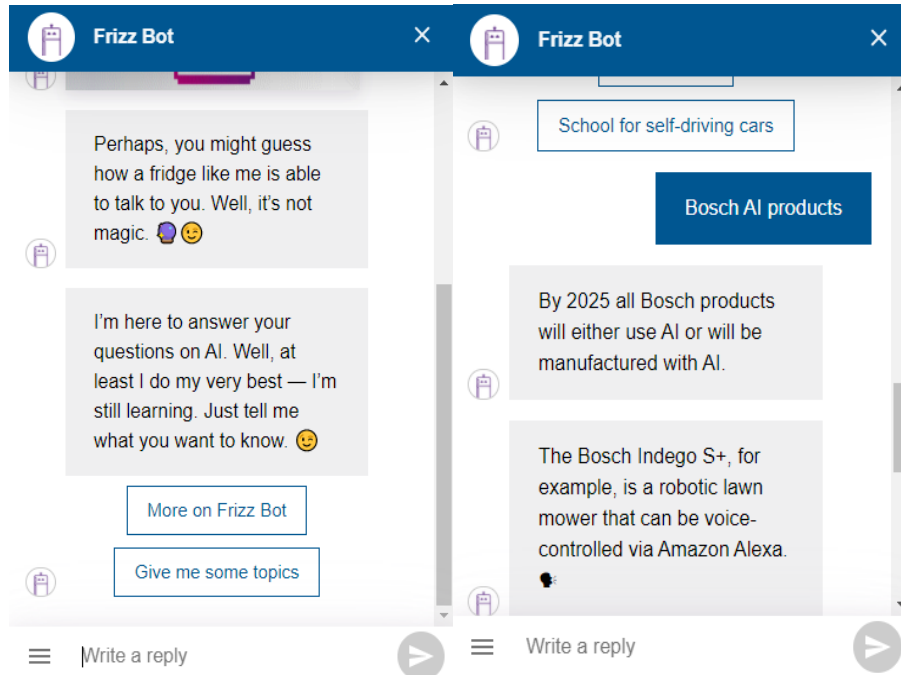 Frizz Bot
Perhaps, you might guess
how a fridge like me is able
to talk to you. Well, it's not
magic. 🔮😉
I'm here to answer your
questions on AI. Well, at
least I do my very best — I'm
still learning. Just tell me
what you want to know. 😉
More on Frizz Bot
Give me some topics
Write a reply
Frizz Bot
School for self-driving cars
Bosch AI products
By 2025 all Bosch products
will either use AI or will be
manufactured with AI.
The Bosch Indego S+, for
example, is a robotic lawn
mower that can be voice-
controlled via Amazon Alexa.
🗣
Write a reply